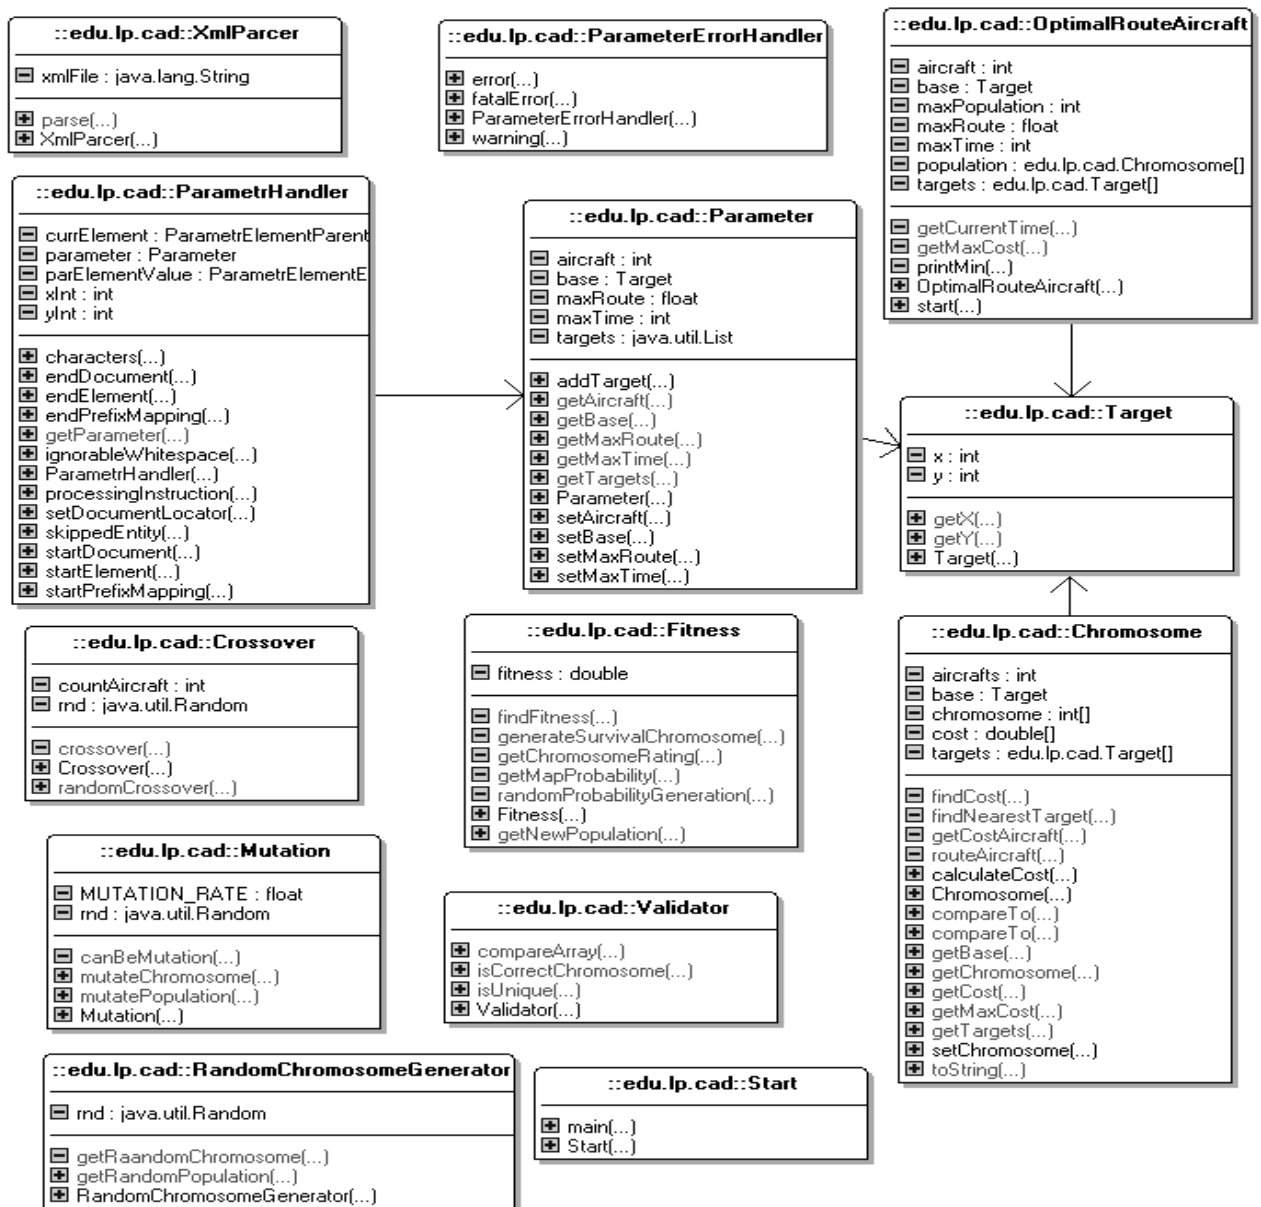 ::edu.lp.cad::XmlParcer
xmlFile : java.lang.String
parse(...)
XmlParcer(...)
::edu.lp.cad::ParameterErrorHandler
error(...)
fatalError(...)
ParameterErrorHandler(...)
warning(...)
::edu.lp.cad::OptimalRouteAircraft
aircraft : int
base : Target
maxPopulation : int
maxRoute : float
maxTime : int
population : edu.lp.cad.Chromosome[]
targets : edu.lp.cad.Target[]
getCurrentTime(...)
getMaxCost(...)
printMin(...)
OptimalRouteAircraft(...)
start(...)
::edu.lp.cad::ParametrHandler
currElement : ParametrElementParent
parameter : Parameter
parElementValue : ParametrElementE
xInt : int
yInt : int
characters(...)
endDocument(...)
endElement(...)
endPrefixMapping(...)
getParameter(...)
ignorableWhitespace(...)
ParametrHandler(...)
processingInstruction(...)
setDocumentLocator(...)
skippedEntity(...)
startDocument(...)
startElement(...)
startPrefixMapping(...)
::edu.lp.cad::Parameter
aircraft : int
base : Target
maxRoute : float
maxTime : int
targets : java.util.List
addTarget(...)
getAircraft(...)
getBase(...)
getMaxRoute(...)
getMaxTime(...)
getTargets(...)
Parameter(...)
setAircraft(...)
setBase(...)
setMaxRoute(...)
setMaxTime(...)
::edu.lp.cad::Target
x : int
y : int
getX(...)
getY(...)
Target(...)
::edu.lp.cad::Crossover
countAircraft : int
rnd : java.util.Random
crossover(...)
Crossover(...)
randomCrossover(...)
::edu.lp.cad::Fitness
fitness : double
findFitness(...)
generateSurvivalChromosome(...)
getChromosomeRating(...)
getMapProbability(...)
randomProbabilityGeneration(...)
Fitness(...)
getNewPopulation(...)
::edu.lp.cad::Chromosome
aircrafts : int
base : Target
chromosome : int[]
cost : double[]
targets : edu.lp.cad.Target[]
findCost(...)
findNearestTarget(...)
getCostAircraft(...)
routeAircraft(...)
calculateCost(...)
Chromosome(...)
compareTo(...)
compareTo(...)
getBase(...)
getChromosome(...)
getCost(...)
getMaxCost(...)
getTargets(...)
setChromosome(...)
toString(...)
::edu.lp.cad::Mutation
MUTATION_RATE : float
rnd : java.util.Random
canBeMutation(...)
mutateChromosome(...)
mutatePopulation(...)
Mutation(...)
::edu.lp.cad::Validator
compareArray(...)
isCorrectChromosome(...)
isUnique(...)
Validator(...)
::edu.lp.cad::RandomChromosomeGenerator
rnd : java.util.Random
getRaandomChromosome(...)
getRandomPopulation(...)
RandomChromosomeGenerator(...)
::edu.lp.cad::Start
main(...)
Start(...)